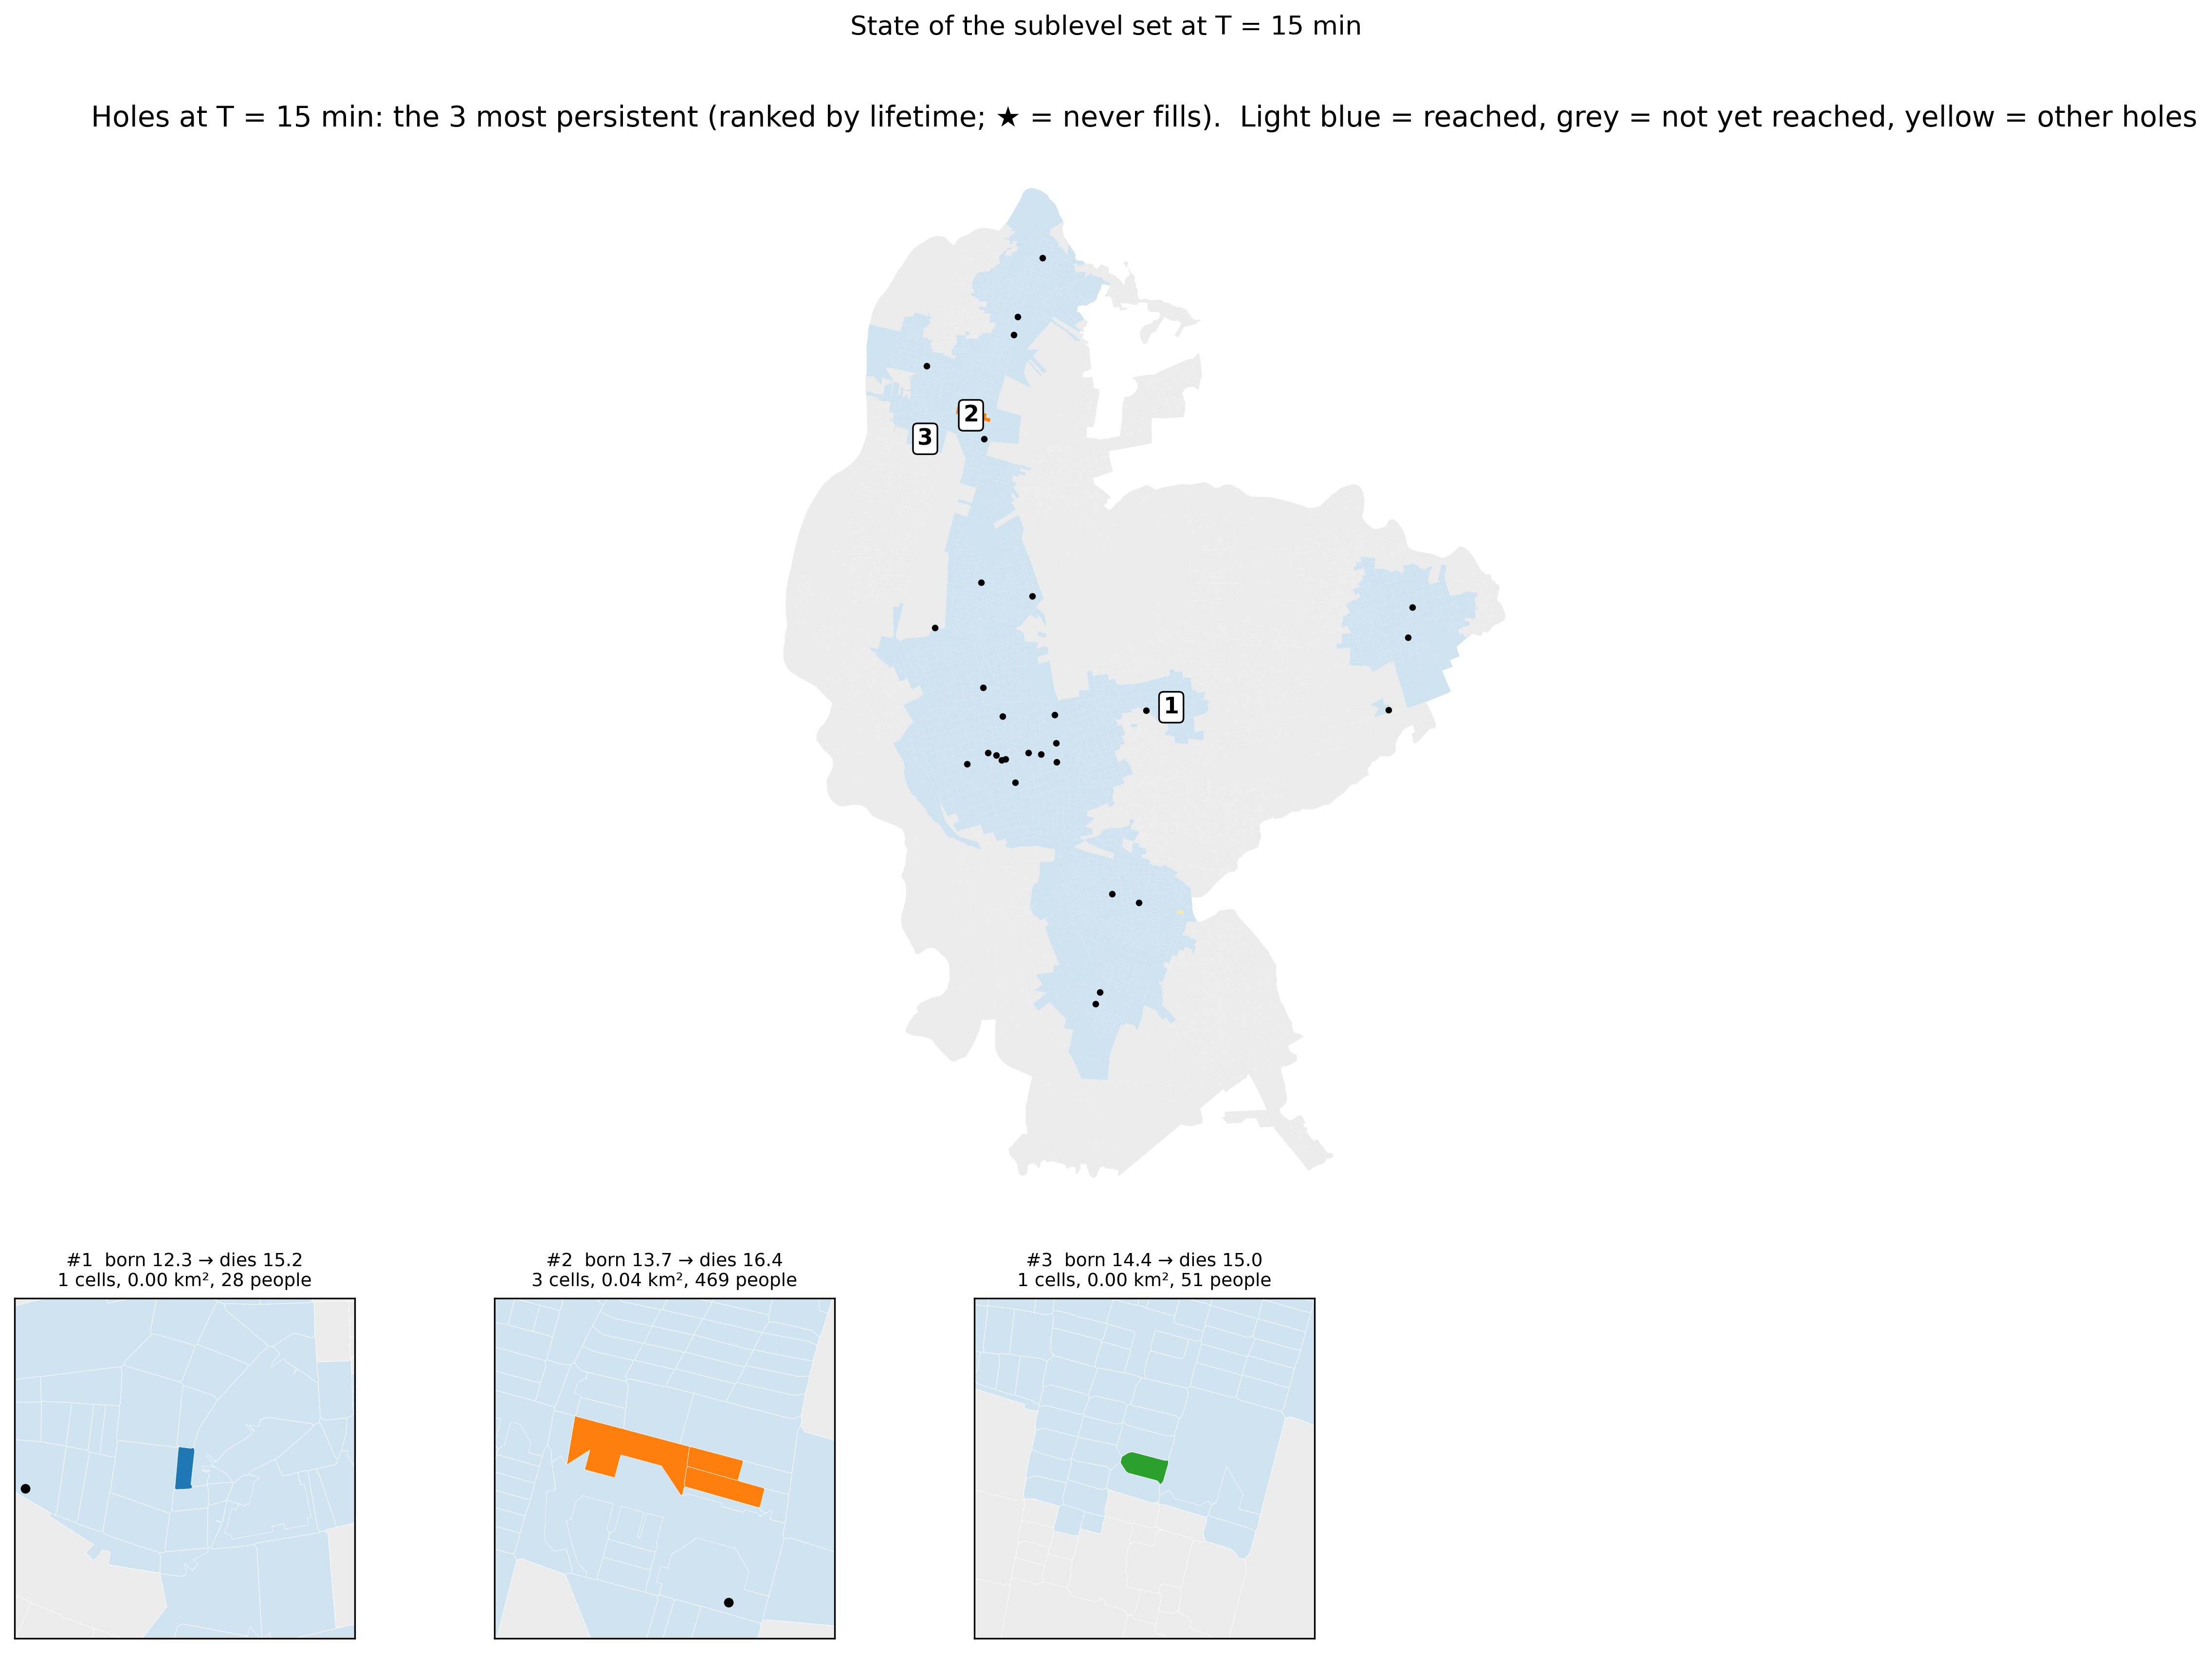 State of the sublevel set at T = 15 min
Holes at T = 15 min: the 3 most persistent (ranked by lifetime; ★ = never fills).  Light blue = reached, grey = not yet reached, yellow = other holes
2
3
1
#1  born 12.3 → dies 15.2
1 cells, 0.00 km², 28 people
#2  born 13.7 → dies 16.4
3 cells, 0.04 km², 469 people
#3  born 14.4 → dies 15.0
1 cells, 0.00 km², 51 people